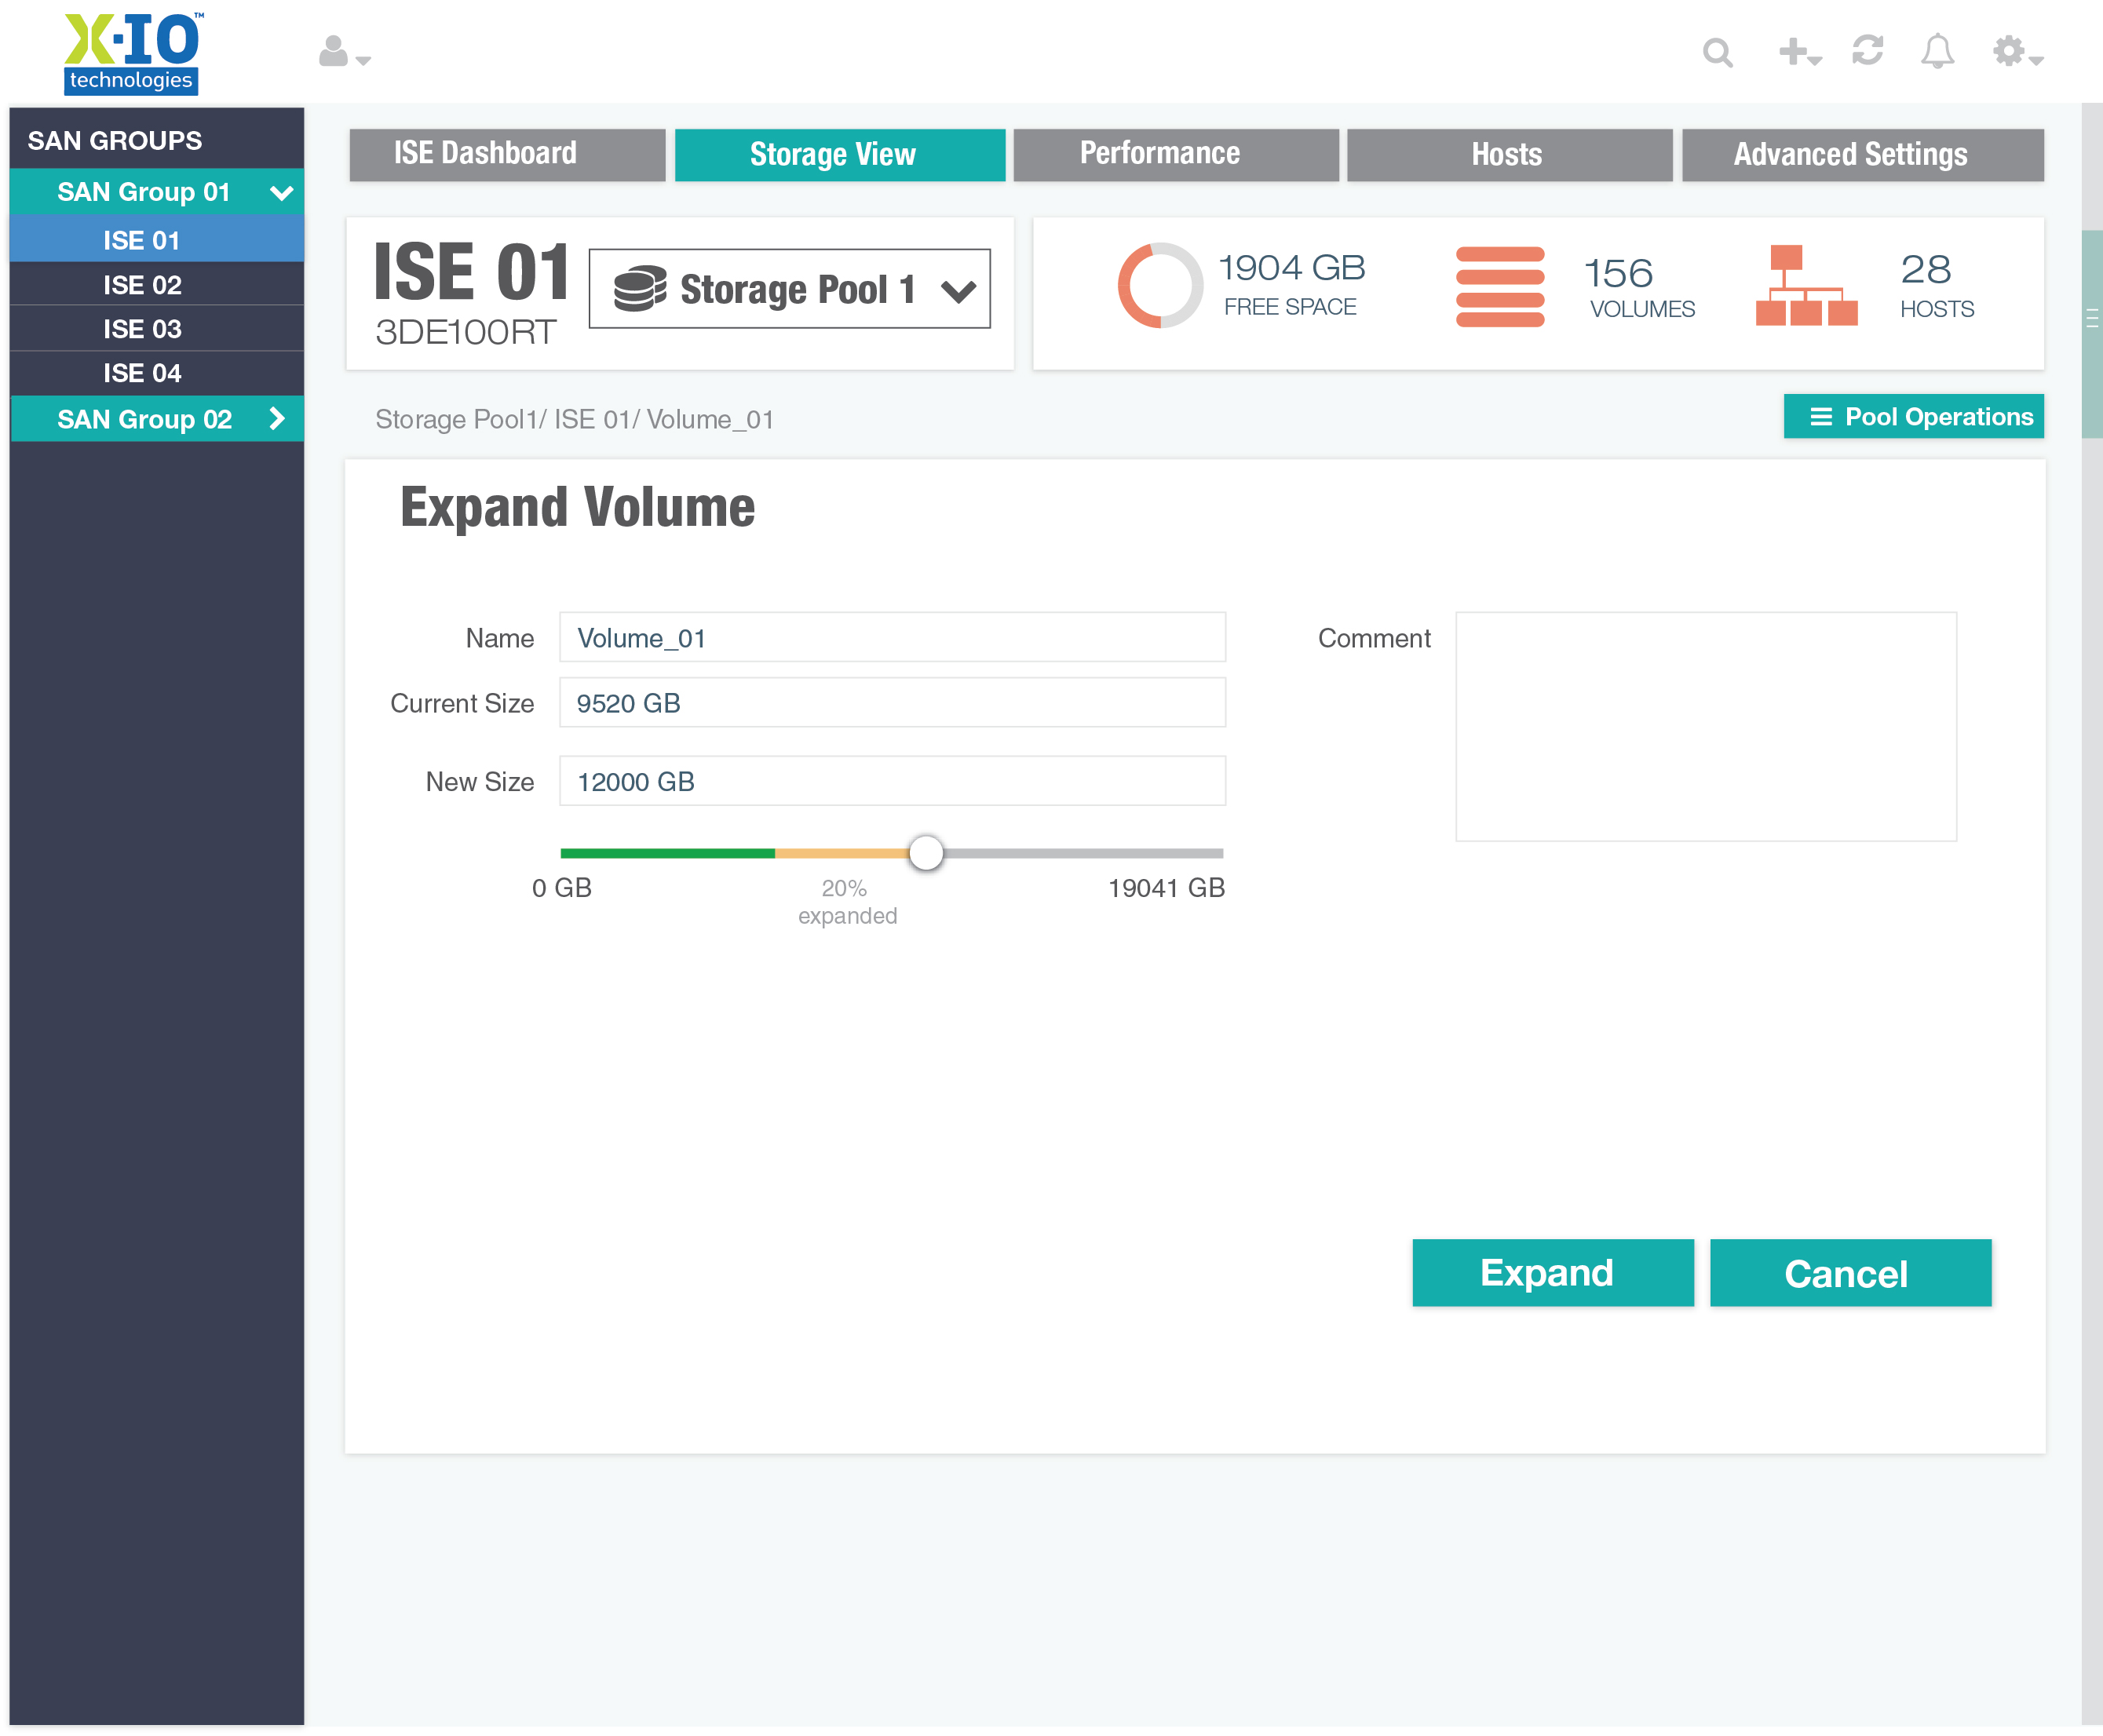 X-IO™
technologies
SAN GROUPS
SAN Group 01
ISE 01
ISE 02
ISE 03
ISE 04
SAN Group 02
ISE Dashboard
Storage View
Performance
Hosts
Advanced Settings
ISE 01
3DE100RT
Storage Pool 1
1904 GB
FREE SPACE
156
VOLUMES
28
HOSTS
Storage Pool1/ ISE 01/ Volume_01
Pool Operations
Expand Volume
Name
Volume_01
Current Size
9520 GB
New Size
12000 GB
0 GB
20%
expanded
19041 GB
Comment
Expand
Cancel